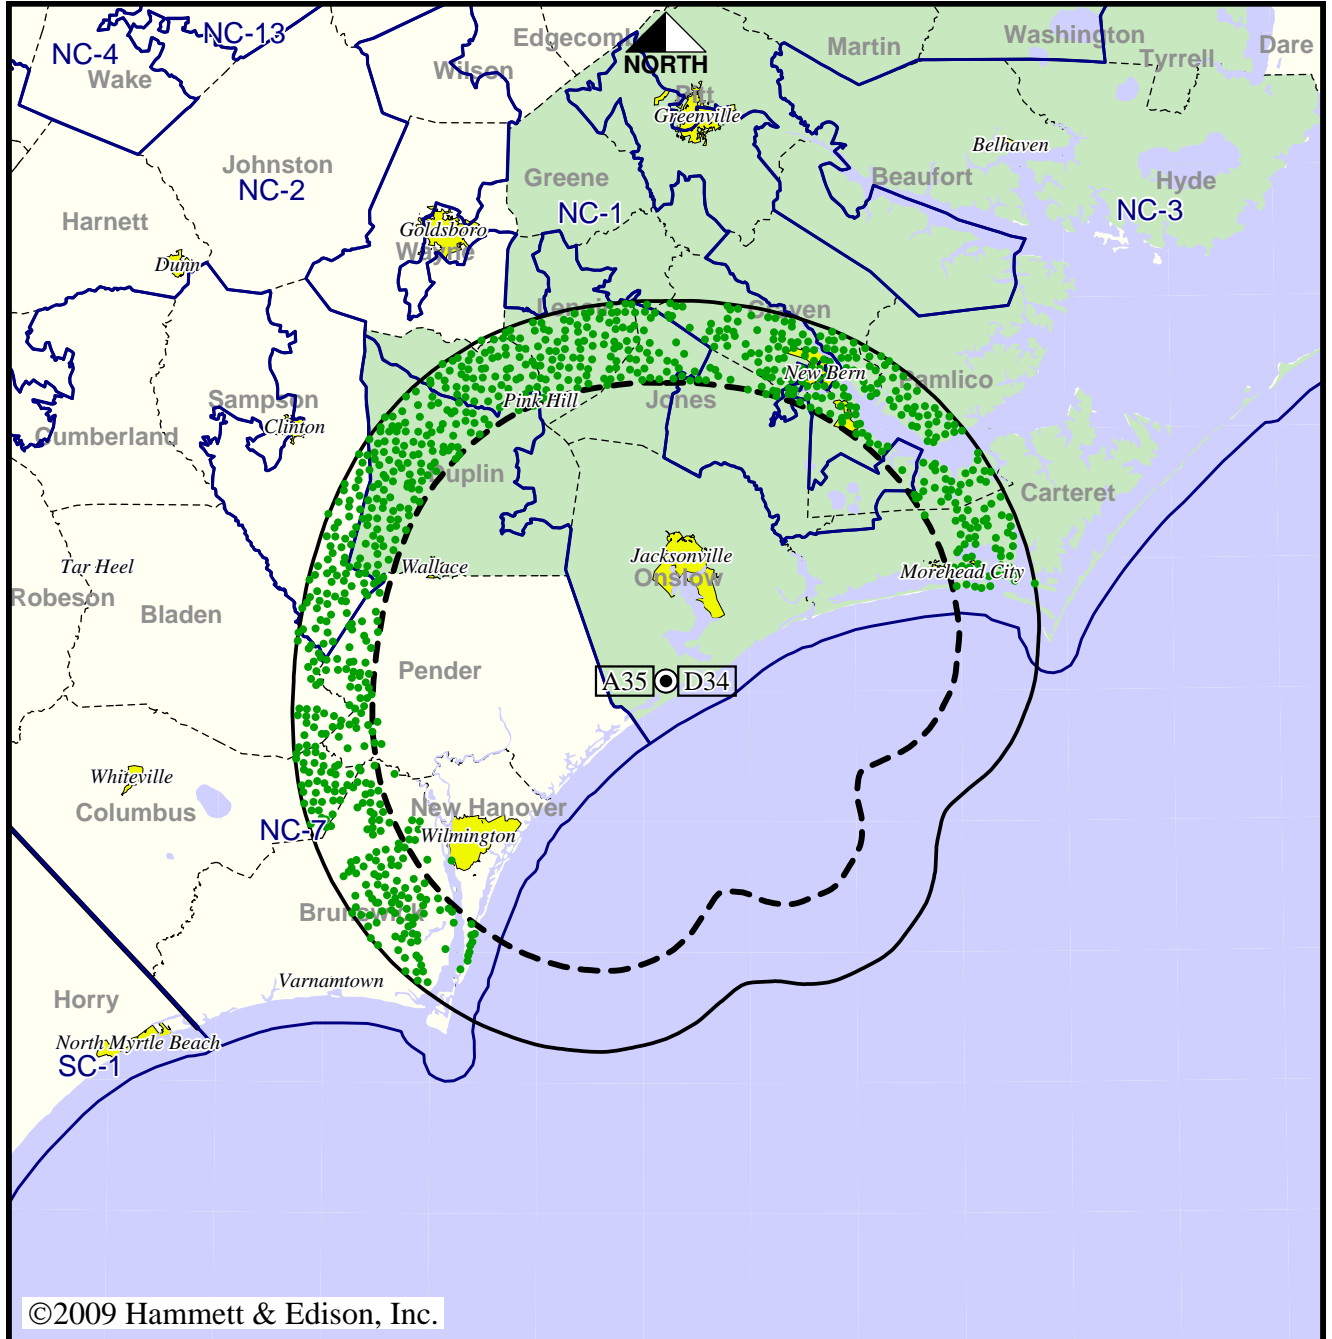 NC-13
Edgecomb
Washington
Dare
NC-4
Martin
Tyrrell
Wake
Wilson
NORTH
Pitt
Greenville
Belhaven
Johnston
Greene
Beaufort
Hyde
NC-2
NC-1
NC-3
Harnett
Goldsboro
Wayne
Dunn
Lenoir
Craven
New Bern
Pamlico
Sampson
Pink Hill
Jones
Clinton
Cumberland
Duplin
Carteret
Jacksonville
Tar Heel
Wallace
Onslow
Morehead City
Robeson
Bladen
Pender
A35
D34
Whiteville
Columbus
New Hanover
NC-7
Wilmington
Brunswick
Varnamtown
Horry
North Myrtle Beach
SC-1
©2009 Hammett & Edison, Inc.